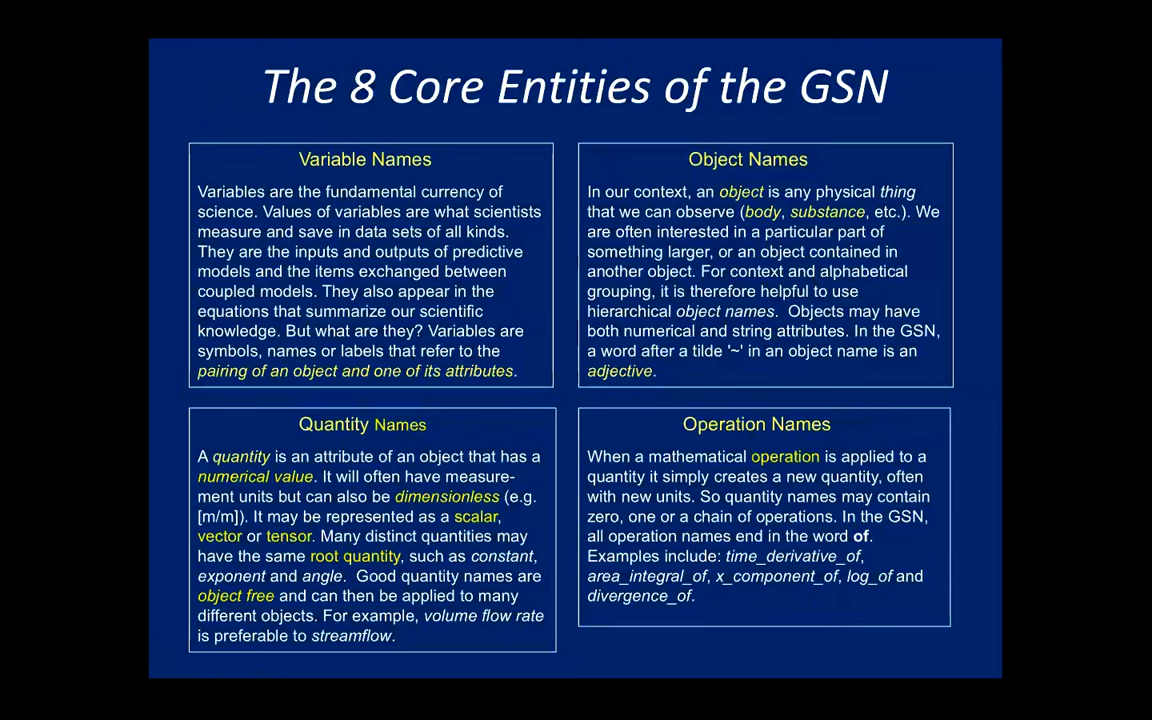 The 8 Core Entities of the GSN
Variable Names
Variables are the fundamental currency of
science. Values of variables are what scientists
measure and save in data sets of all kinds.
They are the inputs and outputs of predictive
models and the items exchanged between
coupled models. They also appear in the
equations that summarize our scientific
knowledge. But what are they? Variables are
symbols, names or labels that refer to the
pairing of an object and one of its attributes.
Object Names
In our context, an object is any physical thing
that we can observe (body, substance, etc.). We
are often interested in a particular part of
something larger, or an object contained in
another object. For context and alphabetical
grouping, it is therefore helpful to use
hierarchical object names. Objects may have
both numerical and string attributes. In the GSN,
a word after a tilde '~' in an object name is an
adjective.
Quantity Names
A quantity is an attribute of an object that has a
numerical value. It will often have measure-
ment units but can also be dimensionless (e.g.
[m/m]). It may be represented as a scalar,
vector or tensor. Many distinct quantities may
have the same root quantity, such as constant,
exponent and angle. Good quantity names are
object free and can then be applied to many
different objects. For example, volume flow rate
is preferable to streamflow.
Operation Names
When a mathematical operation is applied to a
quantity it simply creates a new quantity, often
with new units. So quantity names may contain
zero, one or a chain of operations. In the GSN,
all operation names end in the word of.
Examples include: time_derivative_of,
area_integral_of, x_component_of, log_of and
divergence_of.